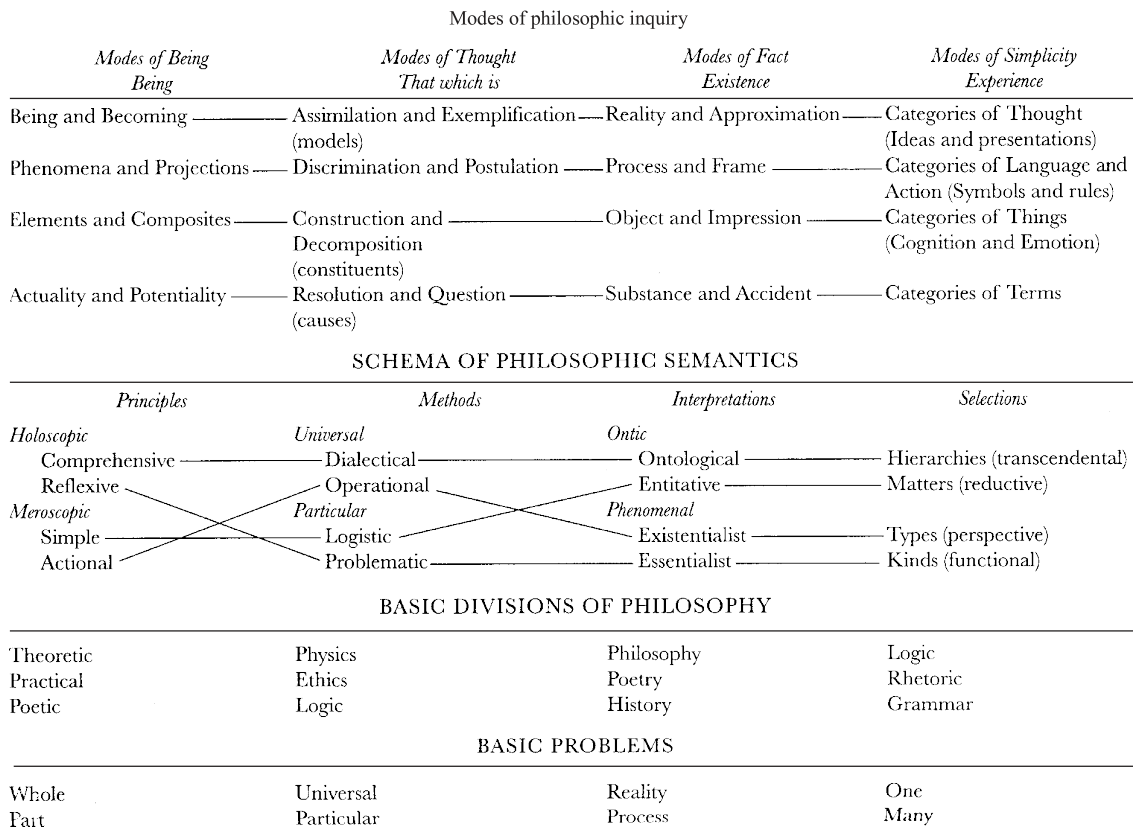 Modes of philosophic inquiry
Modes of Being Modes of Thought Modes of Fact Modes of Simplicity
Being That which is Existence Experience
Being and Becoming Assimilation and Exemplification Reality and Approximation Categories of Thought
(models) (Ideas and presentations)
Phenomena and Projections Discrimination and Postulation Process and Frame Categories of Language and
Action (Symbols and rules)
Elements and Composites Construction and Object and Impression Categories of Things
Decomposition (Cognition and Emotion)
(constituents)
Actuality and Potentiality Resolution and Question Substance and Accident Categories of Terms
(causes)
SCHEMA OF PHILOSOPHIC SEMANTICS
Principles Methods Interpretations Selections
Holoscopic Universal Ontic
Comprehensive Dialectical Ontological Hierarchies (transcendental)
Reflexive Operational Entitative Matters (reductive)
Meroscopic Particular Phenomenal
Simple Logistic Existentialist Types (perspective)
Actional Problematic Essentialist Kinds (functional)
BASIC DIVISIONS OF PHILOSOPHY
Theoretic Physics Philosophy Logic
Practical Ethics Poetry Rhetoric
Poetic Logic History Grammar
BASIC PROBLEMS
Whole Universal Reality One
Part Particular Process Many